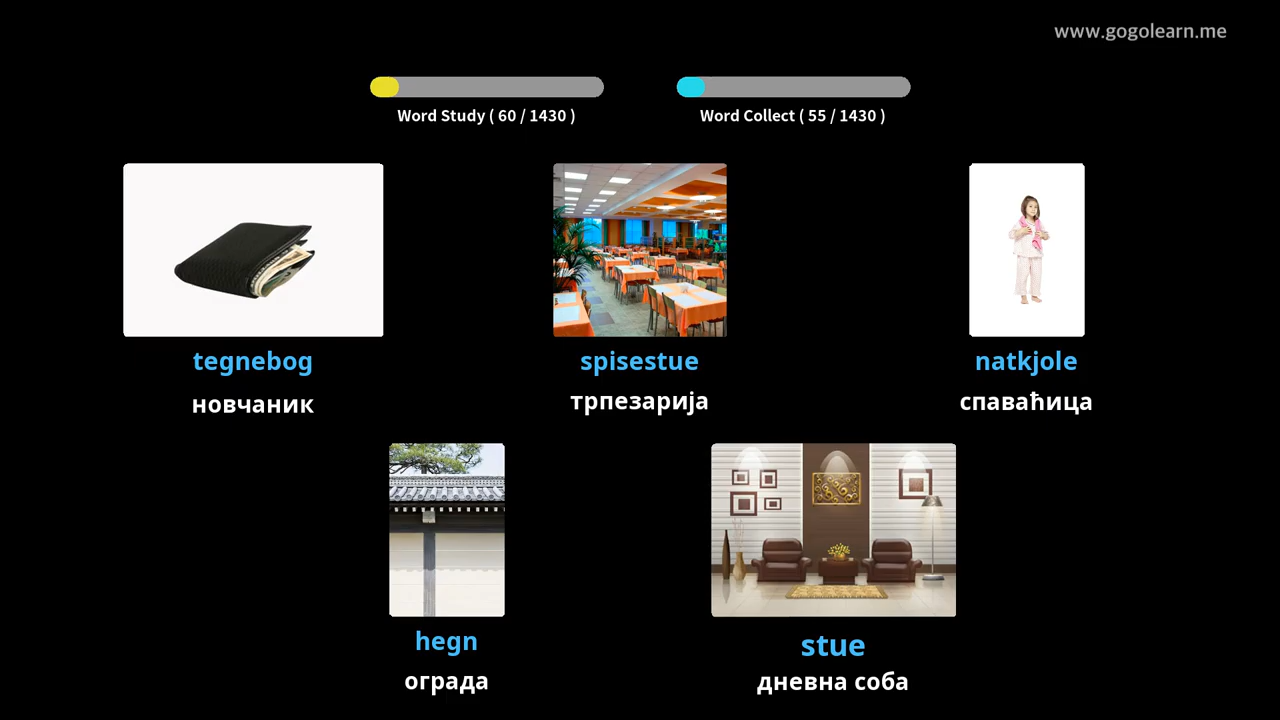 www.gogolearn.me
Word Study ( 60 / 1430 )
Word Collect ( 55 / 1430 )
tegnebog
новчаник
spisestue
трпезарија
natkjole
спаваћица
hegn
ограда
stue
дневна соба